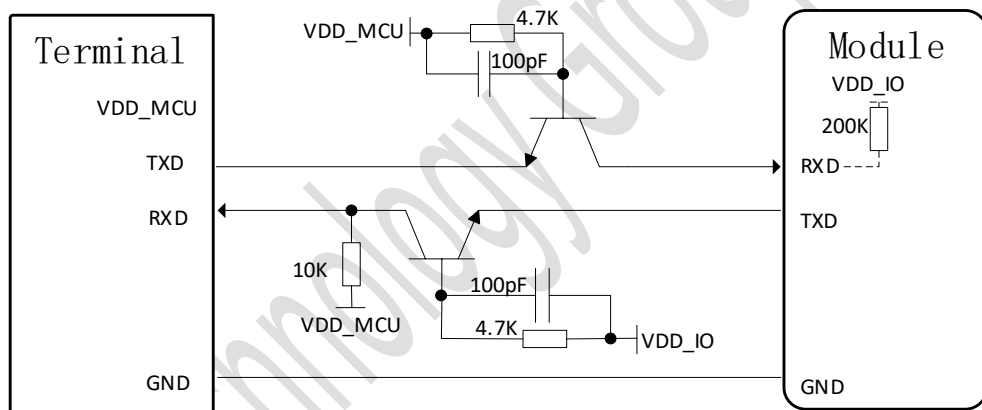 Terminal
VDD_MCU
TXD
RXD
GND
VDD_MCU
4.7K
100pF
10K
VDD_MCU
100pF
4.7K
VDD_IO
Module
VDD_IO
200K
RXD
TXD
GND